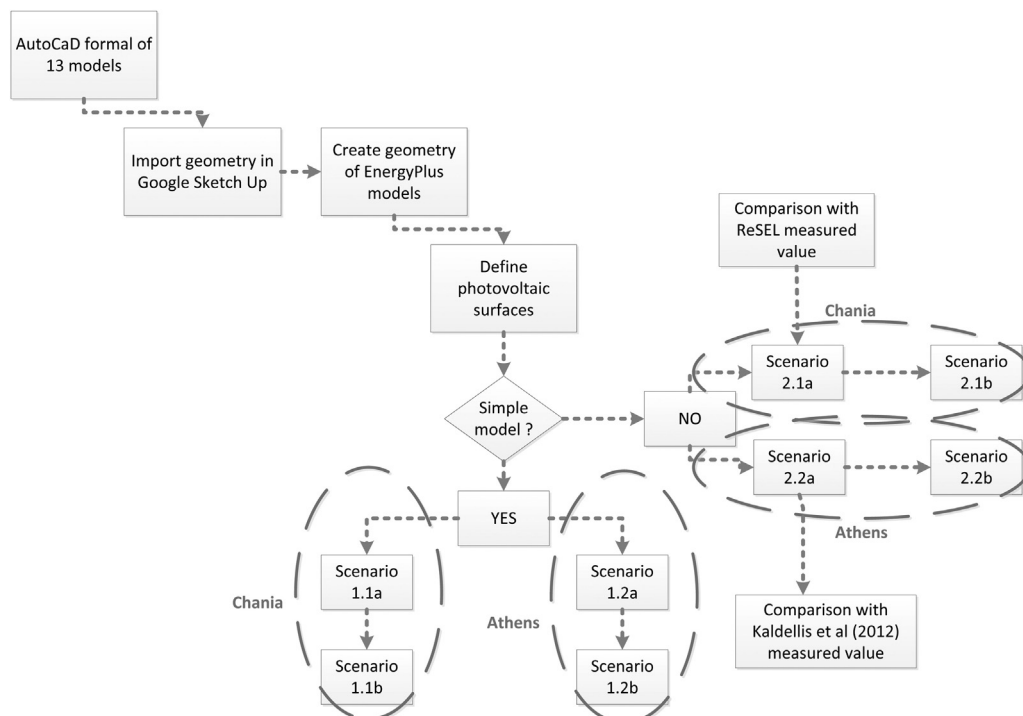 AutoCaD formal of
13 models
Import geometry in
Google Sketch Up
Create geometry
of EnergyPlus
models
Define
photovoltaic
surfaces
Comparison with
ReSEL measured
value
Chania
Scenario
2.1a
Scenario
2.1b
Simple
model ?
NO
Scenario
2.2a
Scenario
2.2b
Athens
YES
Scenario
1.1a
Scenario
1.2a
Chania
Athens
Scenario
1.1b
Scenario
1.2b
Comparison with
Kaldellis et al (2012)
measured value